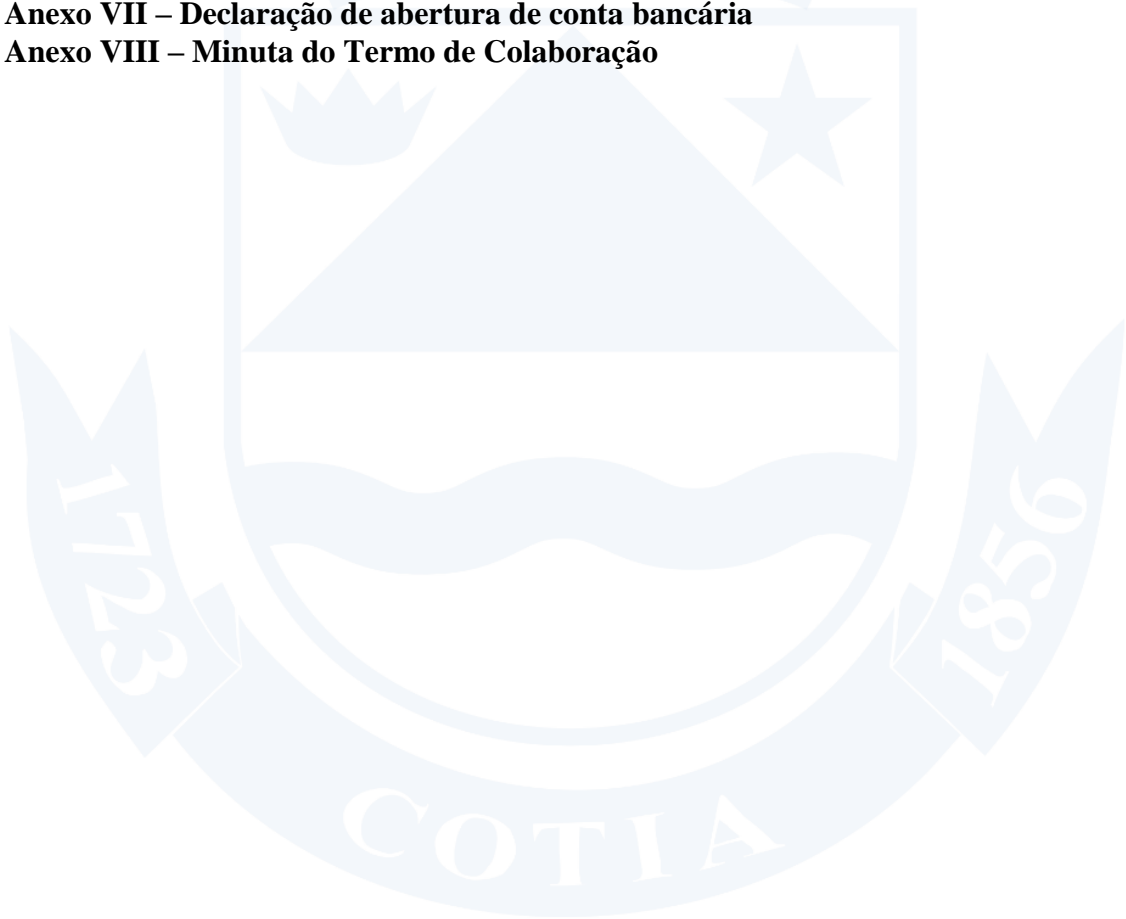 Anexo VII – Declaração de abertura de conta bancária
Anexo VIII – Minuta do Termo de Colaboração
1723
1856
COTIA